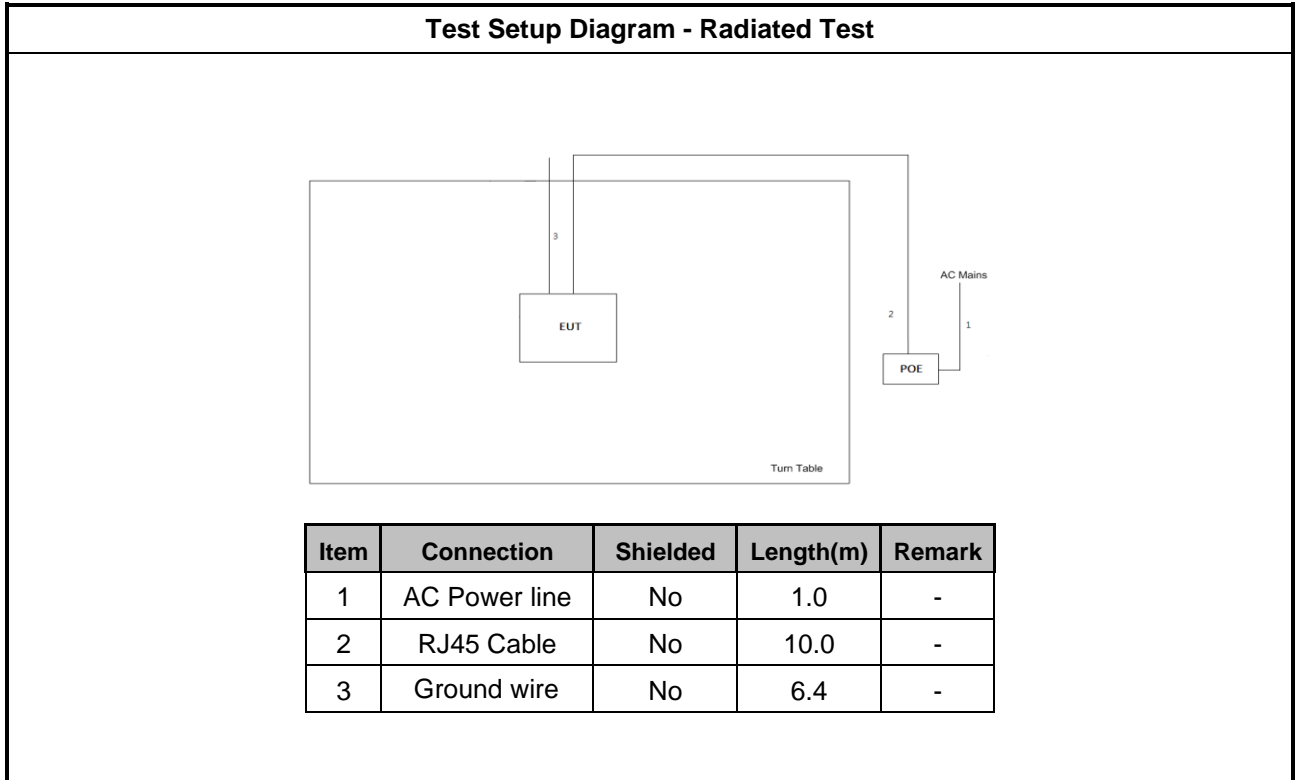 Test Setup Diagram - Radiated Test
3
AC Mains
2
1
EUT
POE
Turn Table
Item Connection Shielded Length(m) Remark
1 AC Power line No 1.0 -
2 RJ45 Cable No 10.0 -
3 Ground wire No 6.4 -